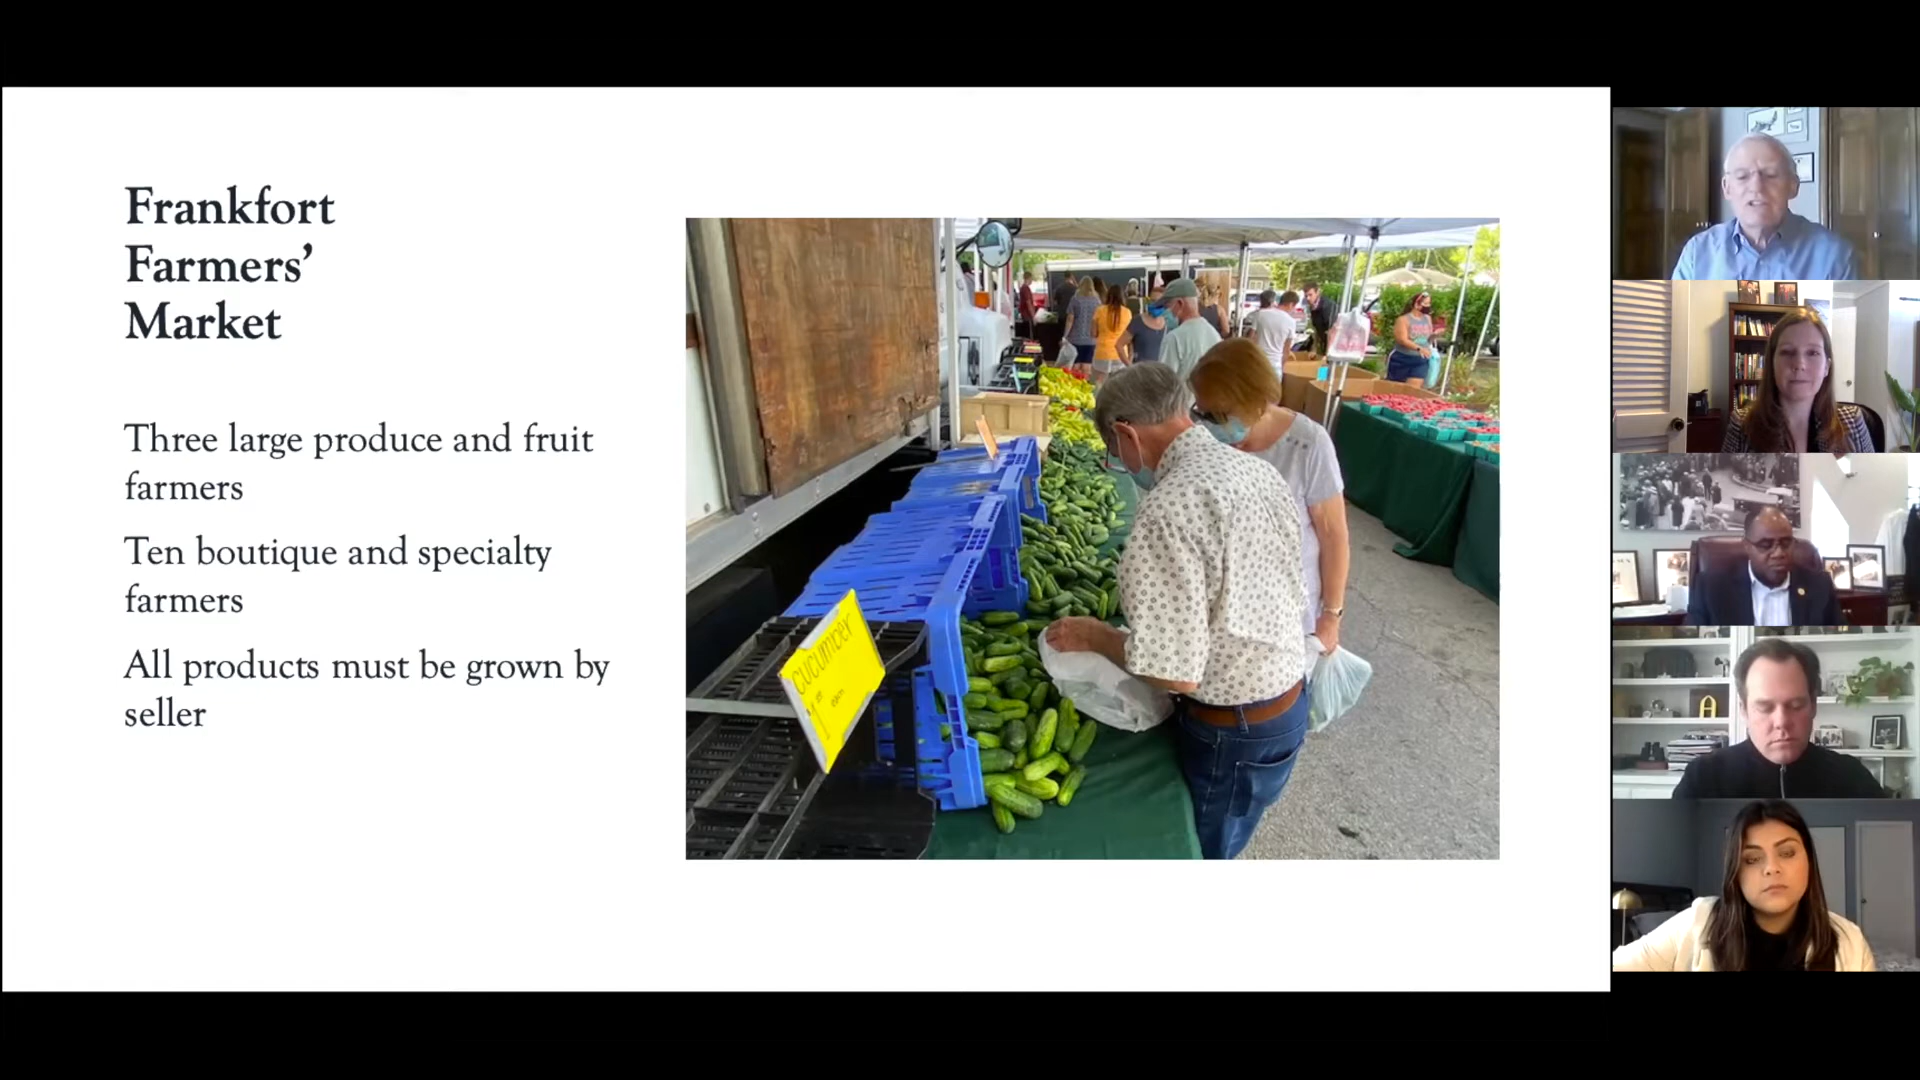 Frankfort
Farmers’
Market
Three large produce and fruit
farmers
Ten boutique and specialty
farmers
All products must be grown by
seller
cucumber
each